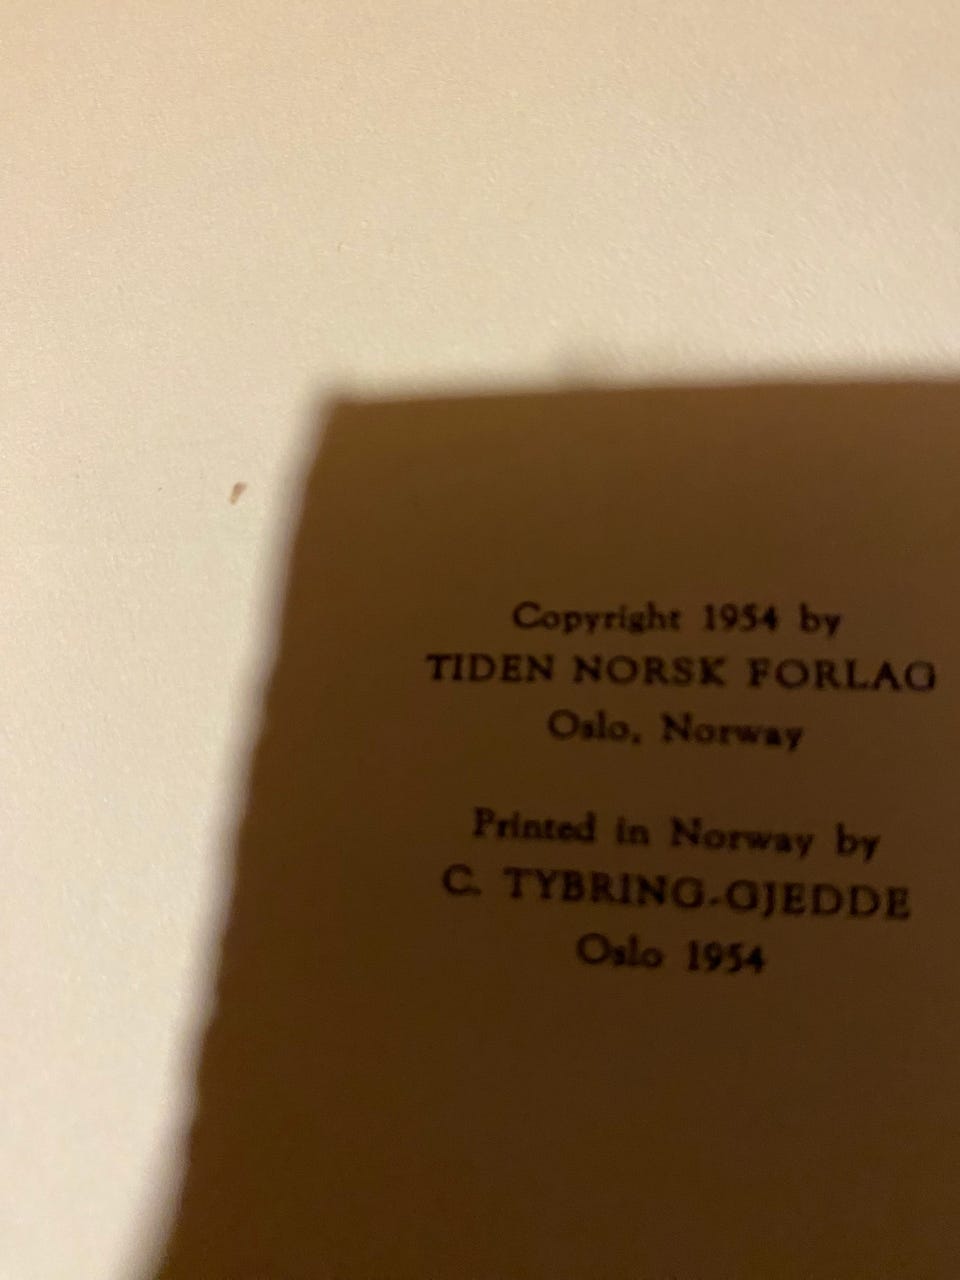 Copyright 1954 by
TIDEN NORSK FORLAG
Oslo, Norway
Printed in Norway by
C. TYBRING-GJEDDE
Oslo 1954